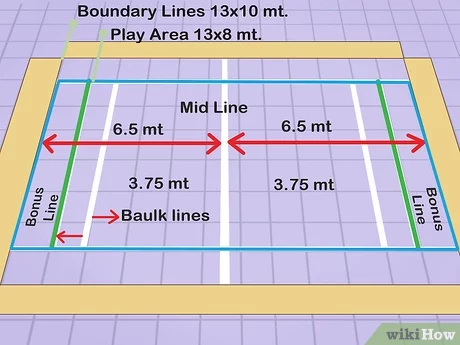 Boundary Lines 13x10 mt.
Play Area 13x8 mt.
Mid Line
6.5 mt
6.5 mt
3.75 mt
3.75 mt
Bonus
Line
Baulk lines
Bonus
Line
wikiHow